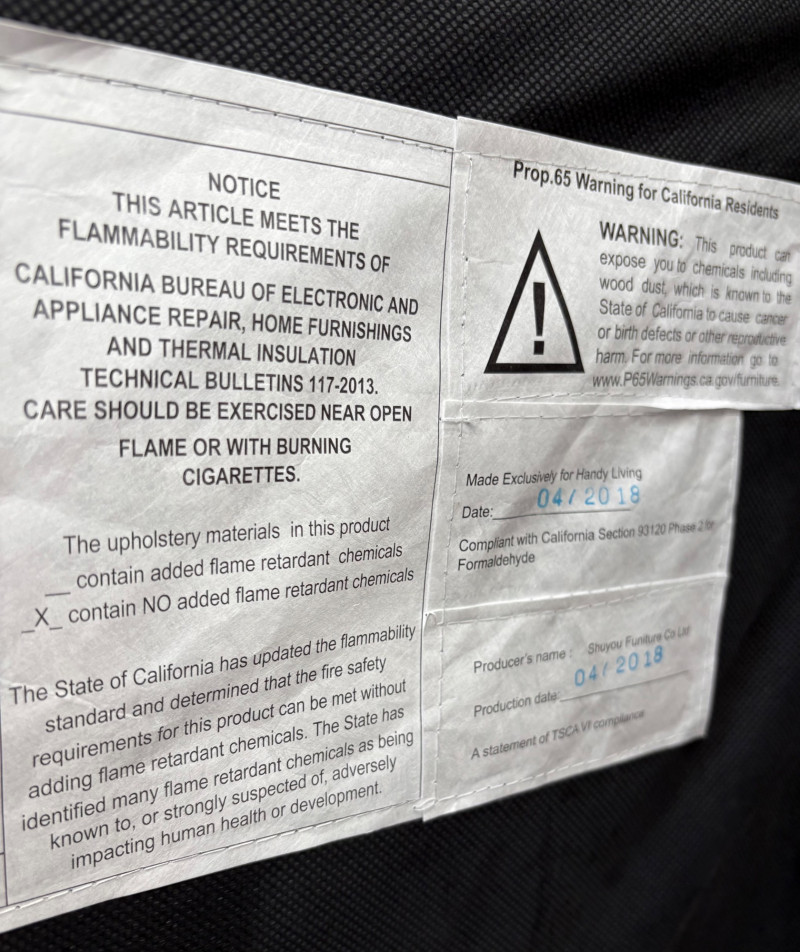 NOTICE
THIS ARTICLE MEETS THE
FLAMMABILITY REQUIREMENTS OF
CALIFORNIA BUREAU OF ELECTRONIC AND
APPLIANCE REPAIR, HOME FURNISHINGS
AND THERMAL INSULATION
TECHNICAL BULLETINS 117-2013.
CARE SHOULD BE EXERCISED NEAR OPEN
FLAME OR WITH BURNING
CIGARETTES.
The upholstery materials in this product
__ contain added flame retardant chemicals
_X_ contain NO added flame retardant chemicals
The State of California has updated the flammability
standard and determined that the fire safety
requirements for this product can be met without
adding flame retardant chemicals. The State has
identified many flame retardant chemicals as being
known to, or strongly suspected of, adversely
impacting human health or development.
Prop.65 Warning for California Residents
WARNING: This product can
expose you to chemicals including
wood dust, which is known to the
State of California to cause cancer
or birth defects or other reproductive
harm. For more information go to
www.P65Warnings.ca.gov/furniture.
Made Exclusively for Handy Living
Date: 04/2018
Compliant with California Section 93120 Phase 2 for
Formaldehyde
Producer's name : Shuyou Funiture Co Ltd
Production date: 04/2018
A statement of TSCA VI compliance